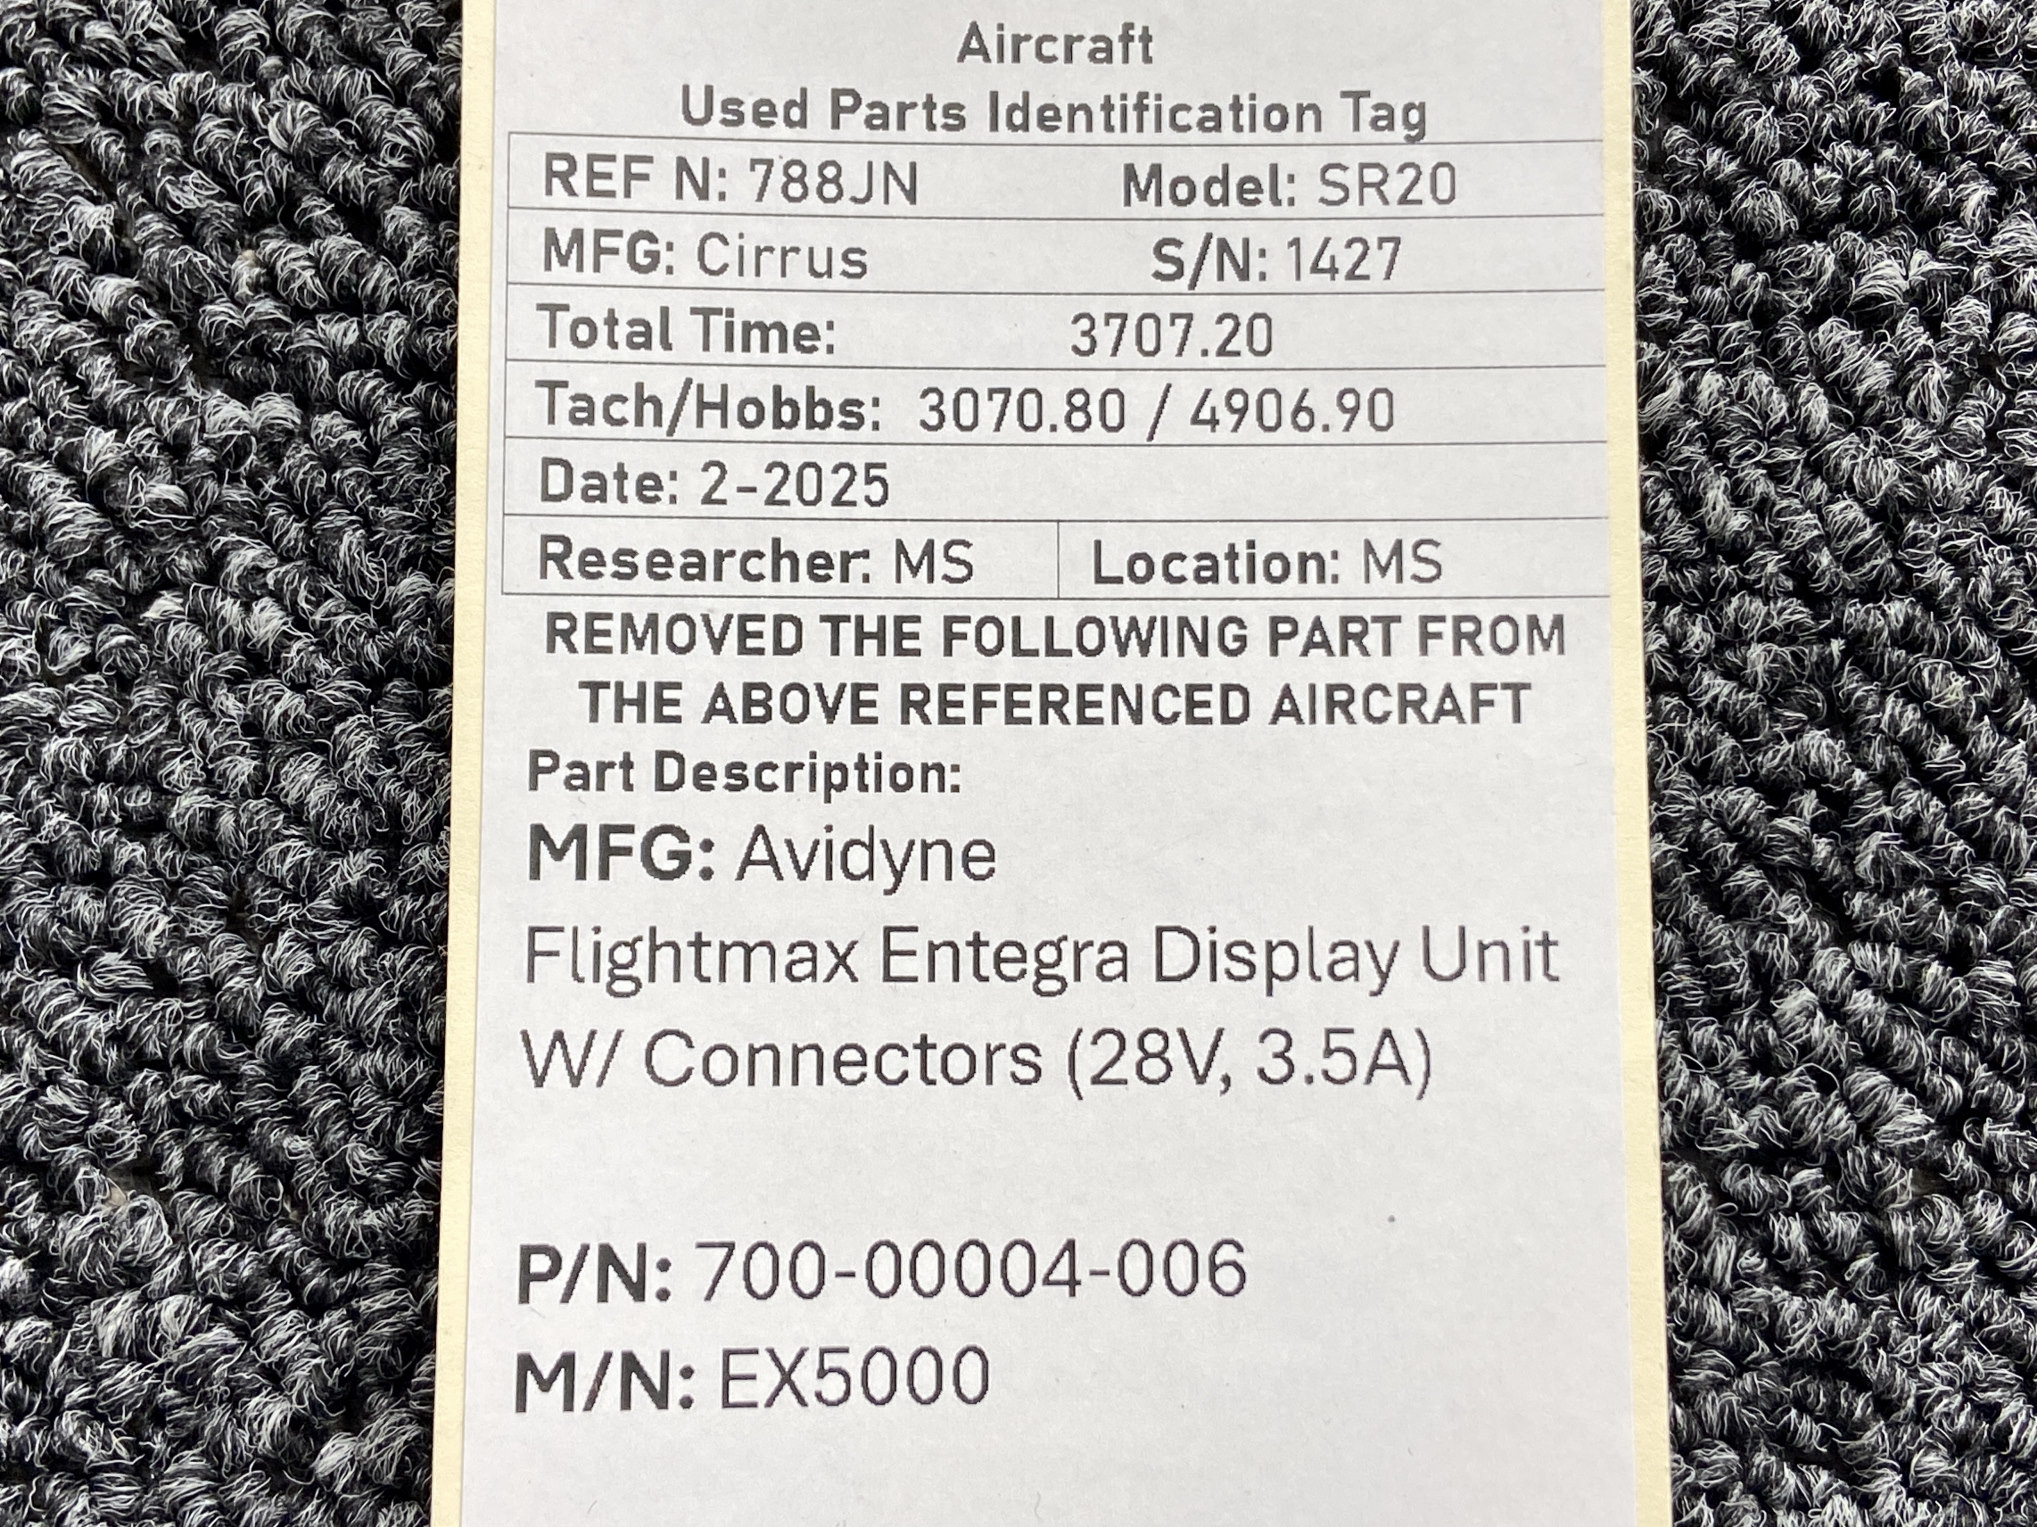 Aircraft
Used Parts Identification Tag
REF N: 788JN Model: SR20
MFG: Cirrus S/N: 1427
Total Time: 3707.20
Tach/Hobbs: 3070.80 / 4906.90
Date: 2-2025
Researcher: MS Location: MS
REMOVED THE FOLLOWING PART FROM
THE ABOVE REFERENCED AIRCRAFT
Part Description:
MFG: Avidyne
Flightmax Entegra Display Unit
W/ Connectors (28V, 3.5A)
P/N: 700-00004-006
M/N: EX5000